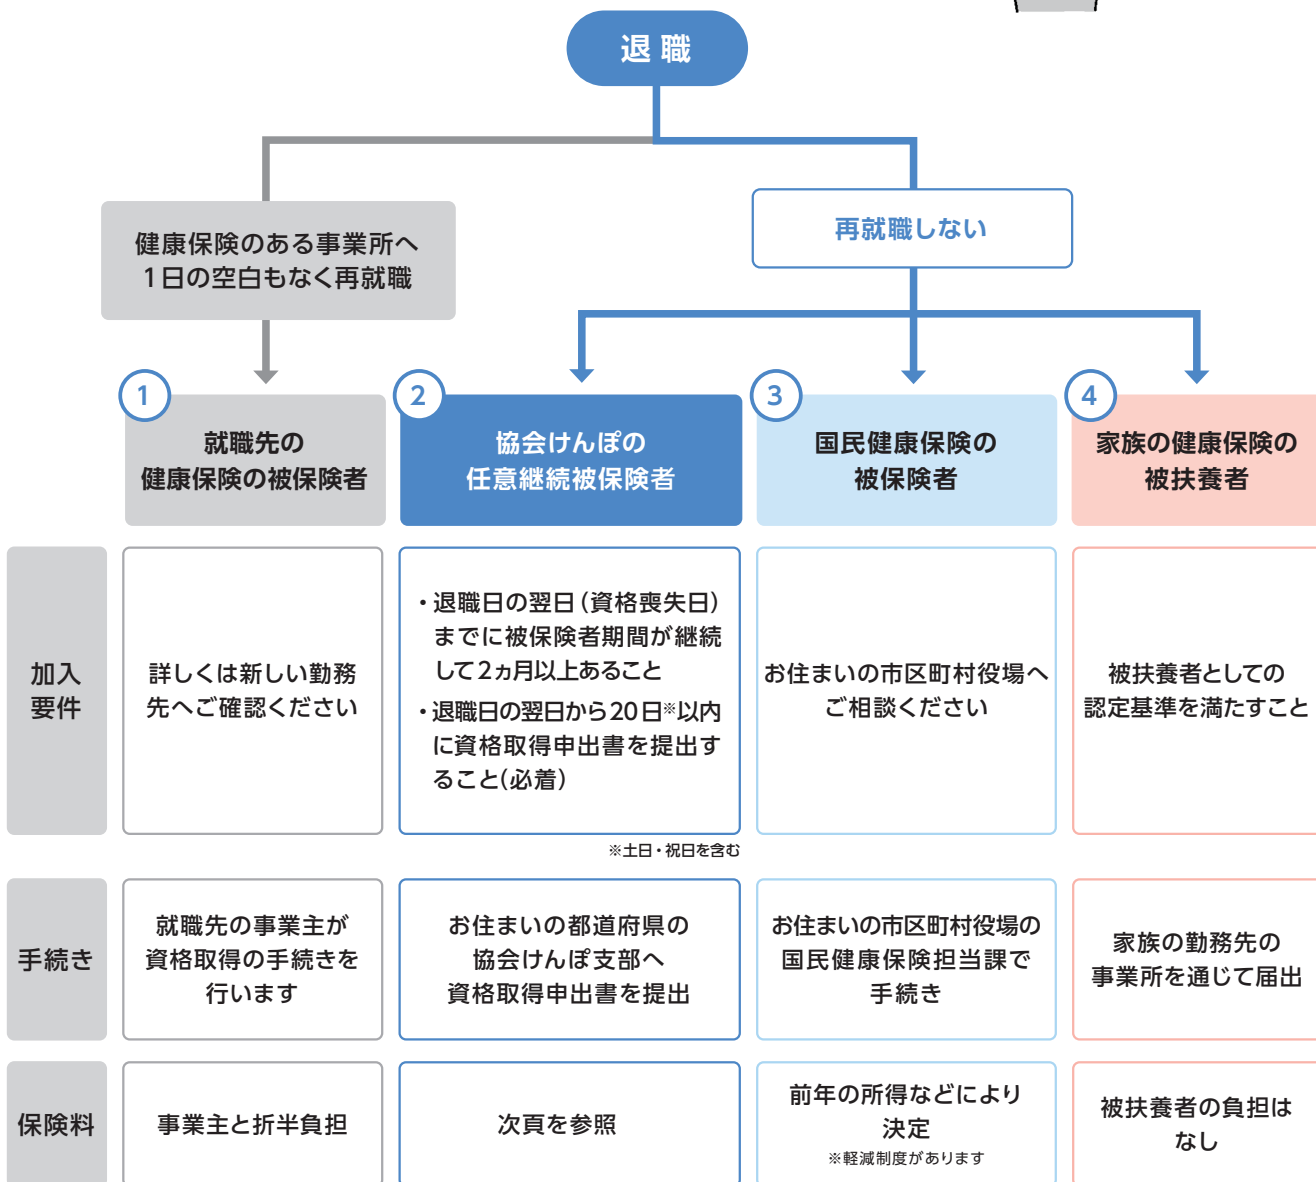 退職
健康保険のある事業所へ
1日の空白もなく再就職
再就職しない
1
就職先の
健康保険の被保険者
2
協会けんぽの
任意継続被保険者
3
国民健康保険の
被保険者
4
家族の健康保険の
被扶養者
加入
要件
詳しくは新しい勤務
先へご確認ください
・退職日の翌日(資格喪失日)
までに被保険者期間が継続
して2ヵ月以上あること
・退職日の翌日から20日※以内
に資格取得申出書を提出す
ること(必着)
※土日・祝日を含む
お住まいの市区町村役場へ
ご相談ください
被扶養者としての
認定基準を満たすこと
手続き
就職先の事業主が
資格取得の手続きを
行います
お住まいの都道府県の
協会けんぽ支部へ
資格取得申出書を提出
お住まいの市区町村役場の
国民健康保険担当課で
手続き
家族の勤務先の
事業所を通じて届出
保険料
事業主と折半負担
次頁を参照
前年の所得などにより
決定
※軽減制度があります
被扶養者の負担は
なし